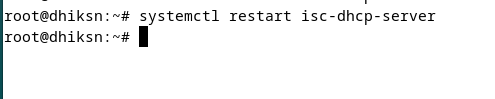 root@dhiksn:~# systemctl restart isc-dhcp-server
root@dhiksn:~#